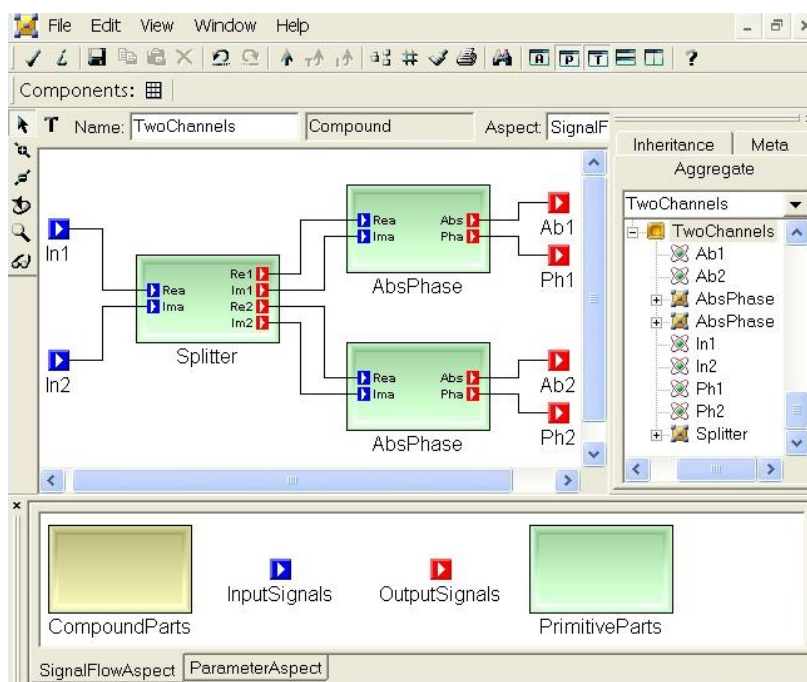 File Edit View Window Help
Components:
T Name: TwoChannels Compound Aspect: SignalF
Inheritance Meta
Aggregate
TwoChannels
TwoChannels
Ab1
Ab2
AbsPhase
AbsPhase
In1
In2
Ph1
Ph2
Splitter
In1
In2
Rea
Ima
Re1
Im1
Re2
Im2
Splitter
Rea Abs
Ima Pha
AbsPhase
Ab1
Ph1
Rea Abs
Ima Pha
AbsPhase
Ab2
Ph2
CompoundParts
InputSignals
OutputSignals
PrimitiveParts
SignalFlowAspect ParameterAspect